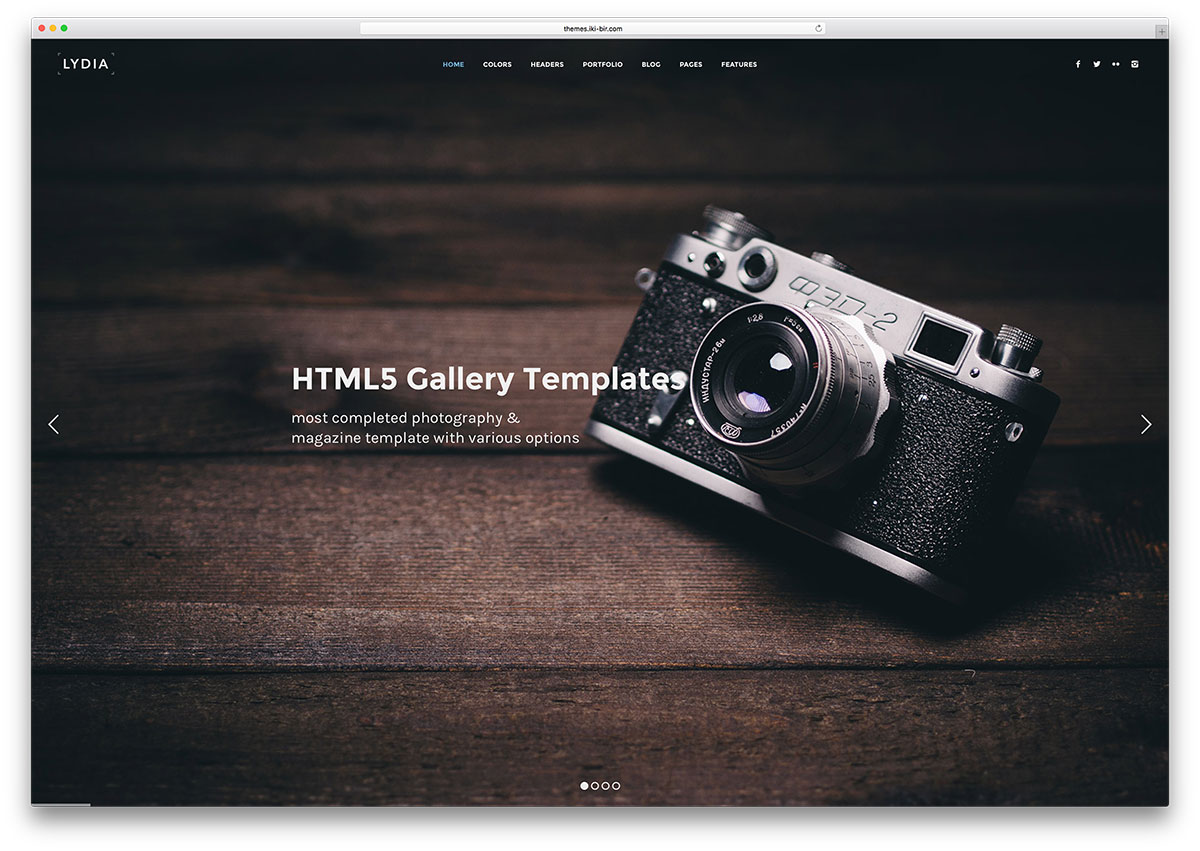 themes.iki-bir.com
LYDIA
HOME COLORS HEADERS PORTFOLIO BLOG PAGES FEATURES
ФЭД-2
1:2,8 F=5см
ИНДУСТАР-26м
№740357
HTML5 Gallery Templates
most completed photography &
magazine template with various options